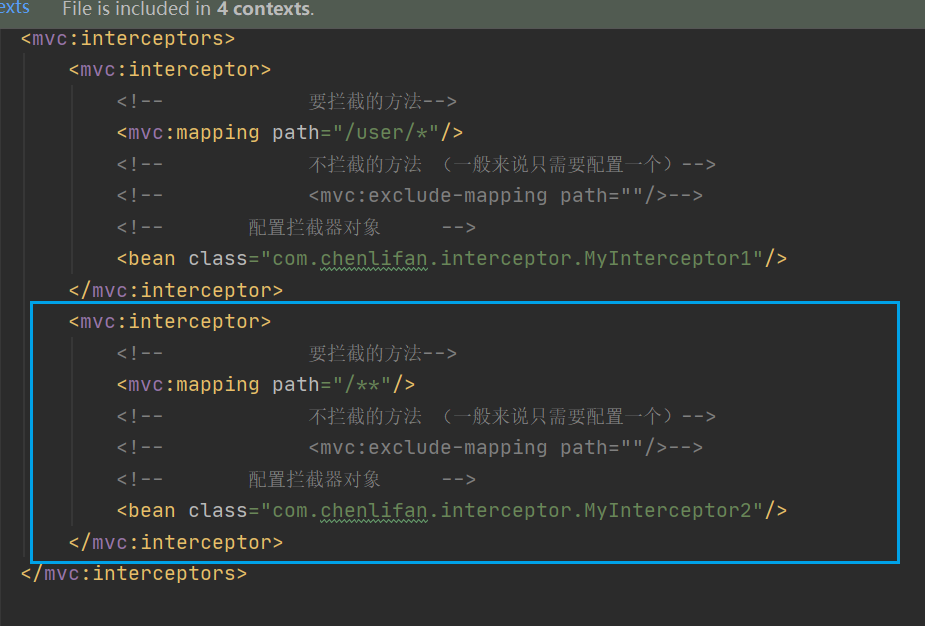 exts File is included in 4 contexts.
<mvc:interceptors>
<mvc:interceptor>
<!-- 要拦截的方法-->
<mvc:mapping path="/user/*"/>
<!-- 不拦截的方法 （一般来说只需要配置一个）-->
<!-- <mvc:exclude-mapping path=""/>-->
<!-- 配置拦截器对象 -->
<bean class="com.chenlifan.interceptor.MyInterceptor1"/>
</mvc:interceptor>
<mvc:interceptor>
<!-- 要拦截的方法-->
<mvc:mapping path="/**"/>
<!-- 不拦截的方法 （一般来说只需要配置一个）-->
<!-- <mvc:exclude-mapping path=""/>-->
<!-- 配置拦截器对象 -->
<bean class="com.chenlifan.interceptor.MyInterceptor2"/>
</mvc:interceptor>
</mvc:interceptors>